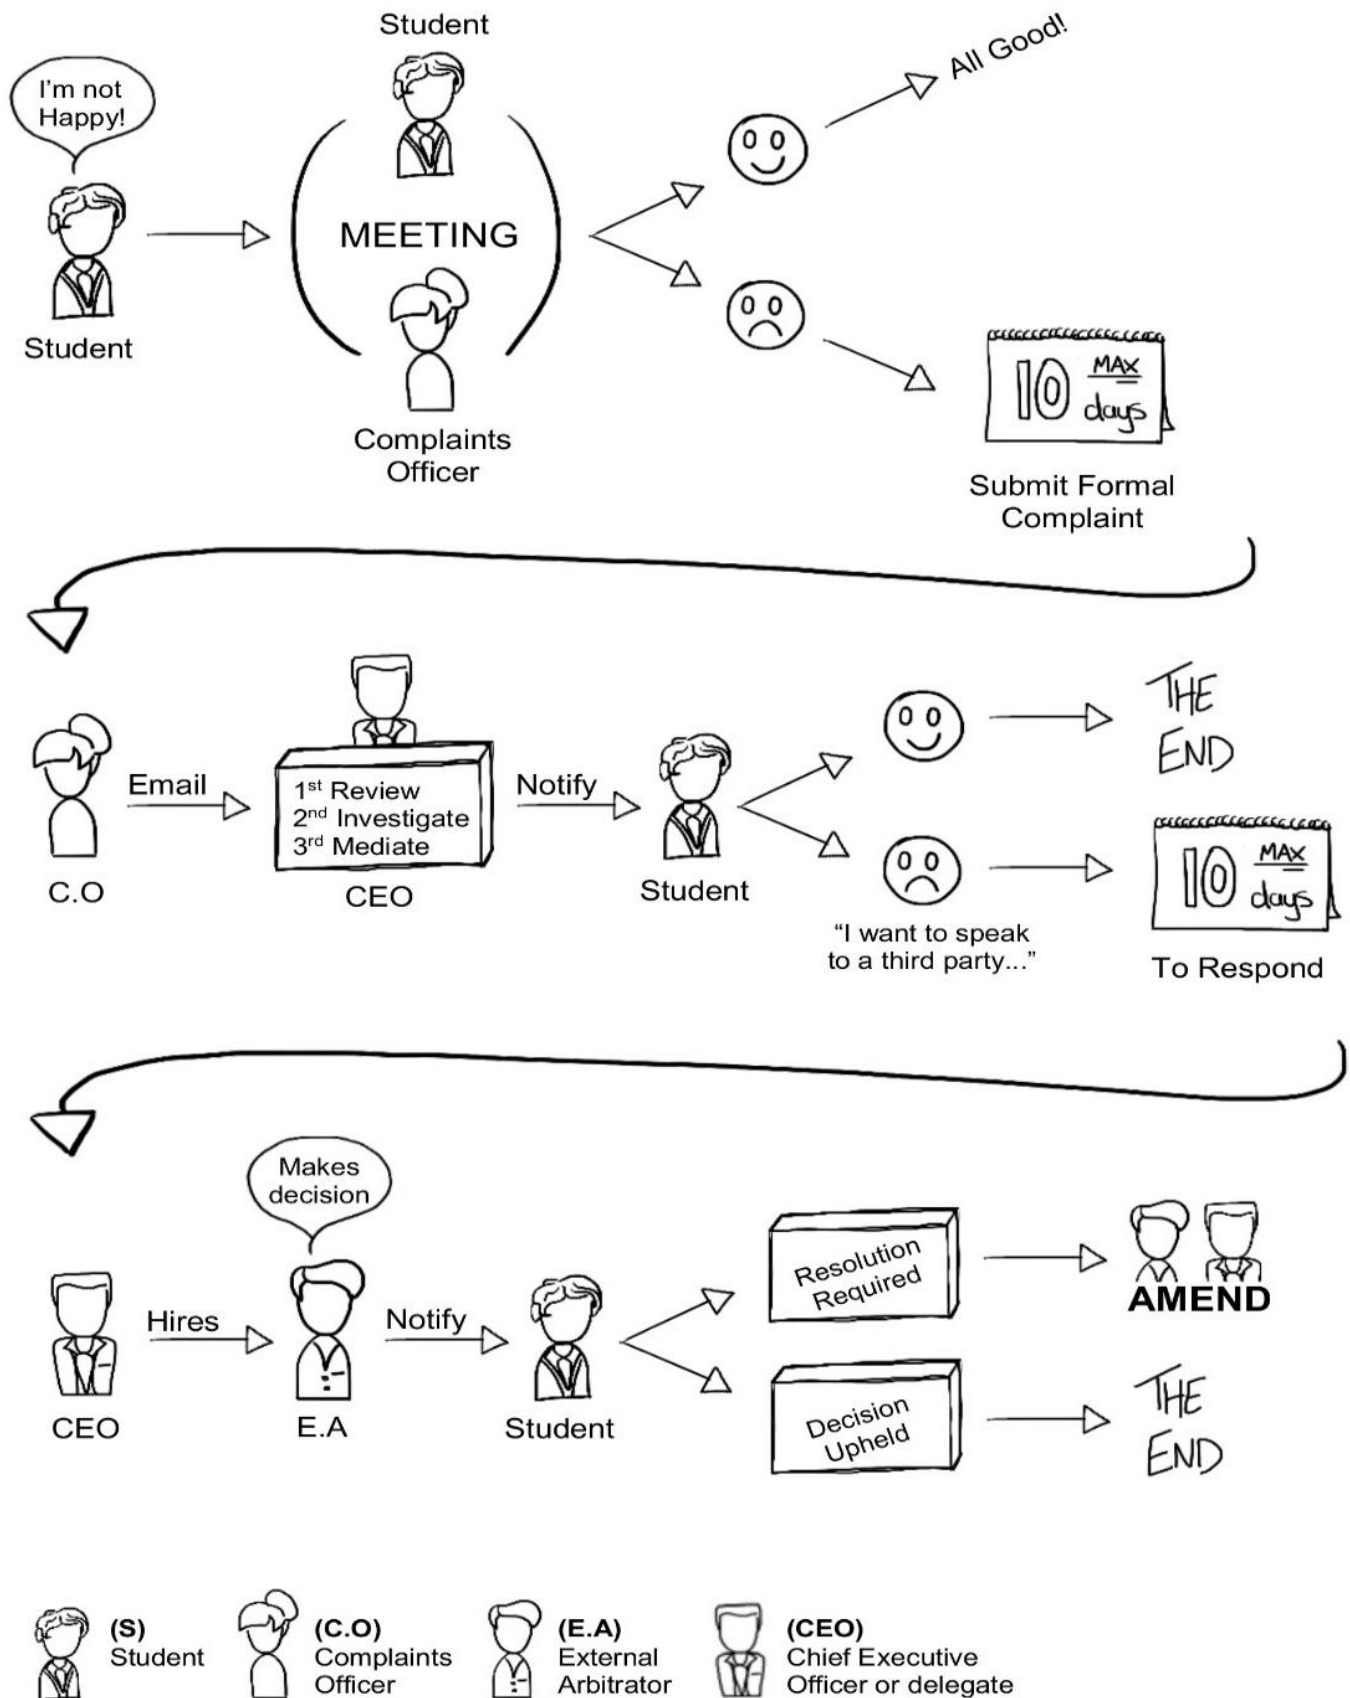 Student
All Good!
I'm not
Happy!
MEETING
Student
10 MAX
days
Complaints
Officer
Submit Formal
Complaint
THE
END
Email
1st Review
2nd Investigate
3rd Mediate
Notify
C.O
CEO
Student
10 MAX
days
"I want to speak
to a third party..."
To Respond
Makes
decision
Resolution
Required
AMEND
Hires
Notify
CEO
E.A
Student
Decision
Upheld
THE
END
(S)
Student
(C.O)
Complaints
Officer
(E.A)
External
Arbitrator
(CEO)
Chief Executive
Officer or delegate